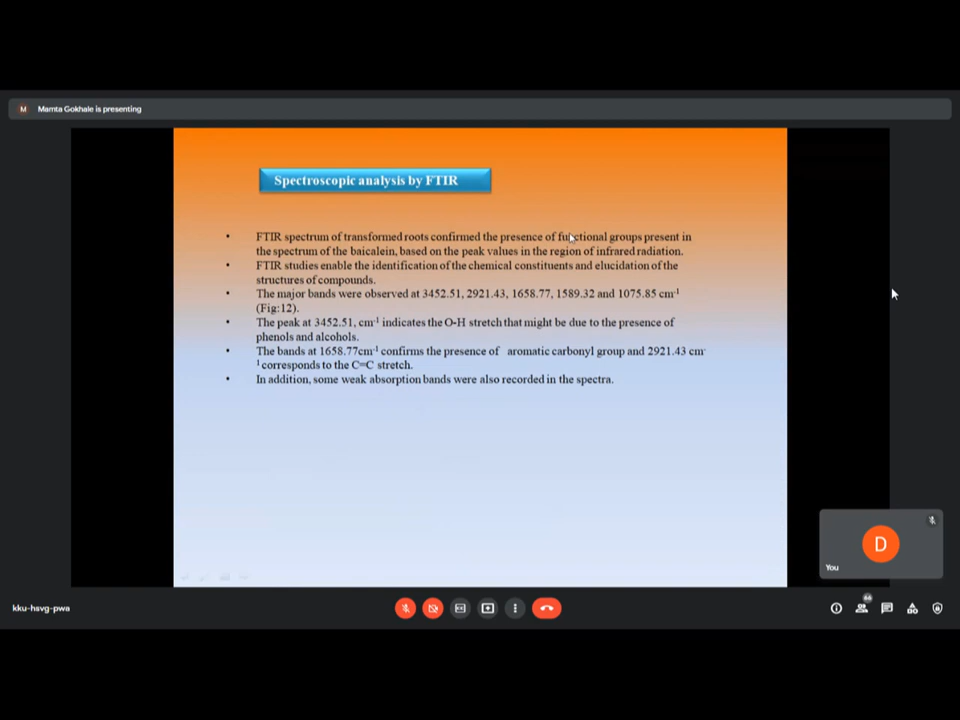 M Mamta Gokhale is presenting
Spectroscopic analysis by FTIR
• FTIR spectrum of transformed roots confirmed the presence of functional groups present in
the spectrum of the baicalein, based on the peak values in the region of infrared radiation.
• FTIR studies enable the identification of the chemical constituents and elucidation of the
structures of compounds.
• The major bands were observed at 3452.51, 2921.43, 1658.77, 1589.32 and 1075.85 cm⁻¹
(Fig:12).
• The peak at 3452.51, cm⁻¹ indicates the O-H stretch that might be due to the presence of
phenols and alcohols.
• The bands at 1658.77cm⁻¹ confirms the presence of aromatic carbonyl group and 2921.43 cm⁻
¹ corresponds to the C=C stretch.
• In addition, some weak absorption bands were also recorded in the spectra.
D
You
kku-hsvg-pwa